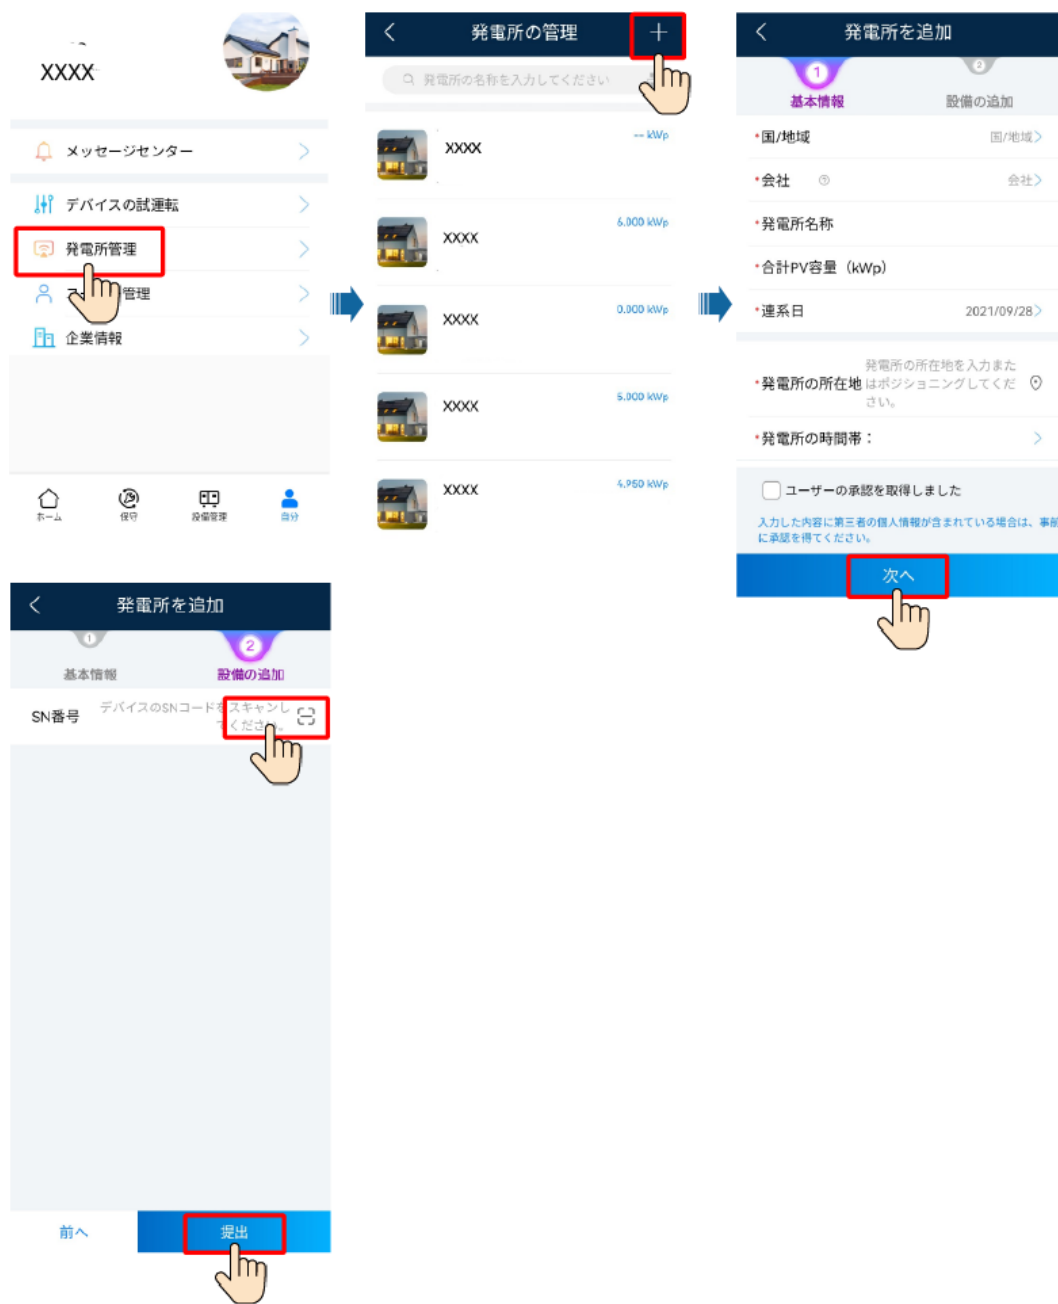 XXXX
メッセージセンター
デバイスの試運転
発電所管理
管理
企業情報
ホーム
保守
設備管理
自分
発電所の管理
発電所の名称を入力してください
XXXX
-- kWp
XXXX
6.000 kWp
XXXX
0.000 kWp
XXXX
5.000 kWp
XXXX
4.950 kWp
発電所を追加
1
2
基本情報
設備の追加
*国/地域
国/地域
*会社
会社
*発電所名称
*合計PV容量（kWp）
*連系日
2021/09/28
*発電所の所在地
発電所の所在地を入力また
はポジショニングしてくだ
さい。
*発電所の時間帯：
ユーザーの承認を取得しました
入力した内容に第三者の個人情報が含まれている場合は、事前
に承認を得てください。
次へ
発電所を追加
1
2
基本情報
設備の追加
SN番号
デバイスのSNコードをスキャンし
てください。
前へ
提出